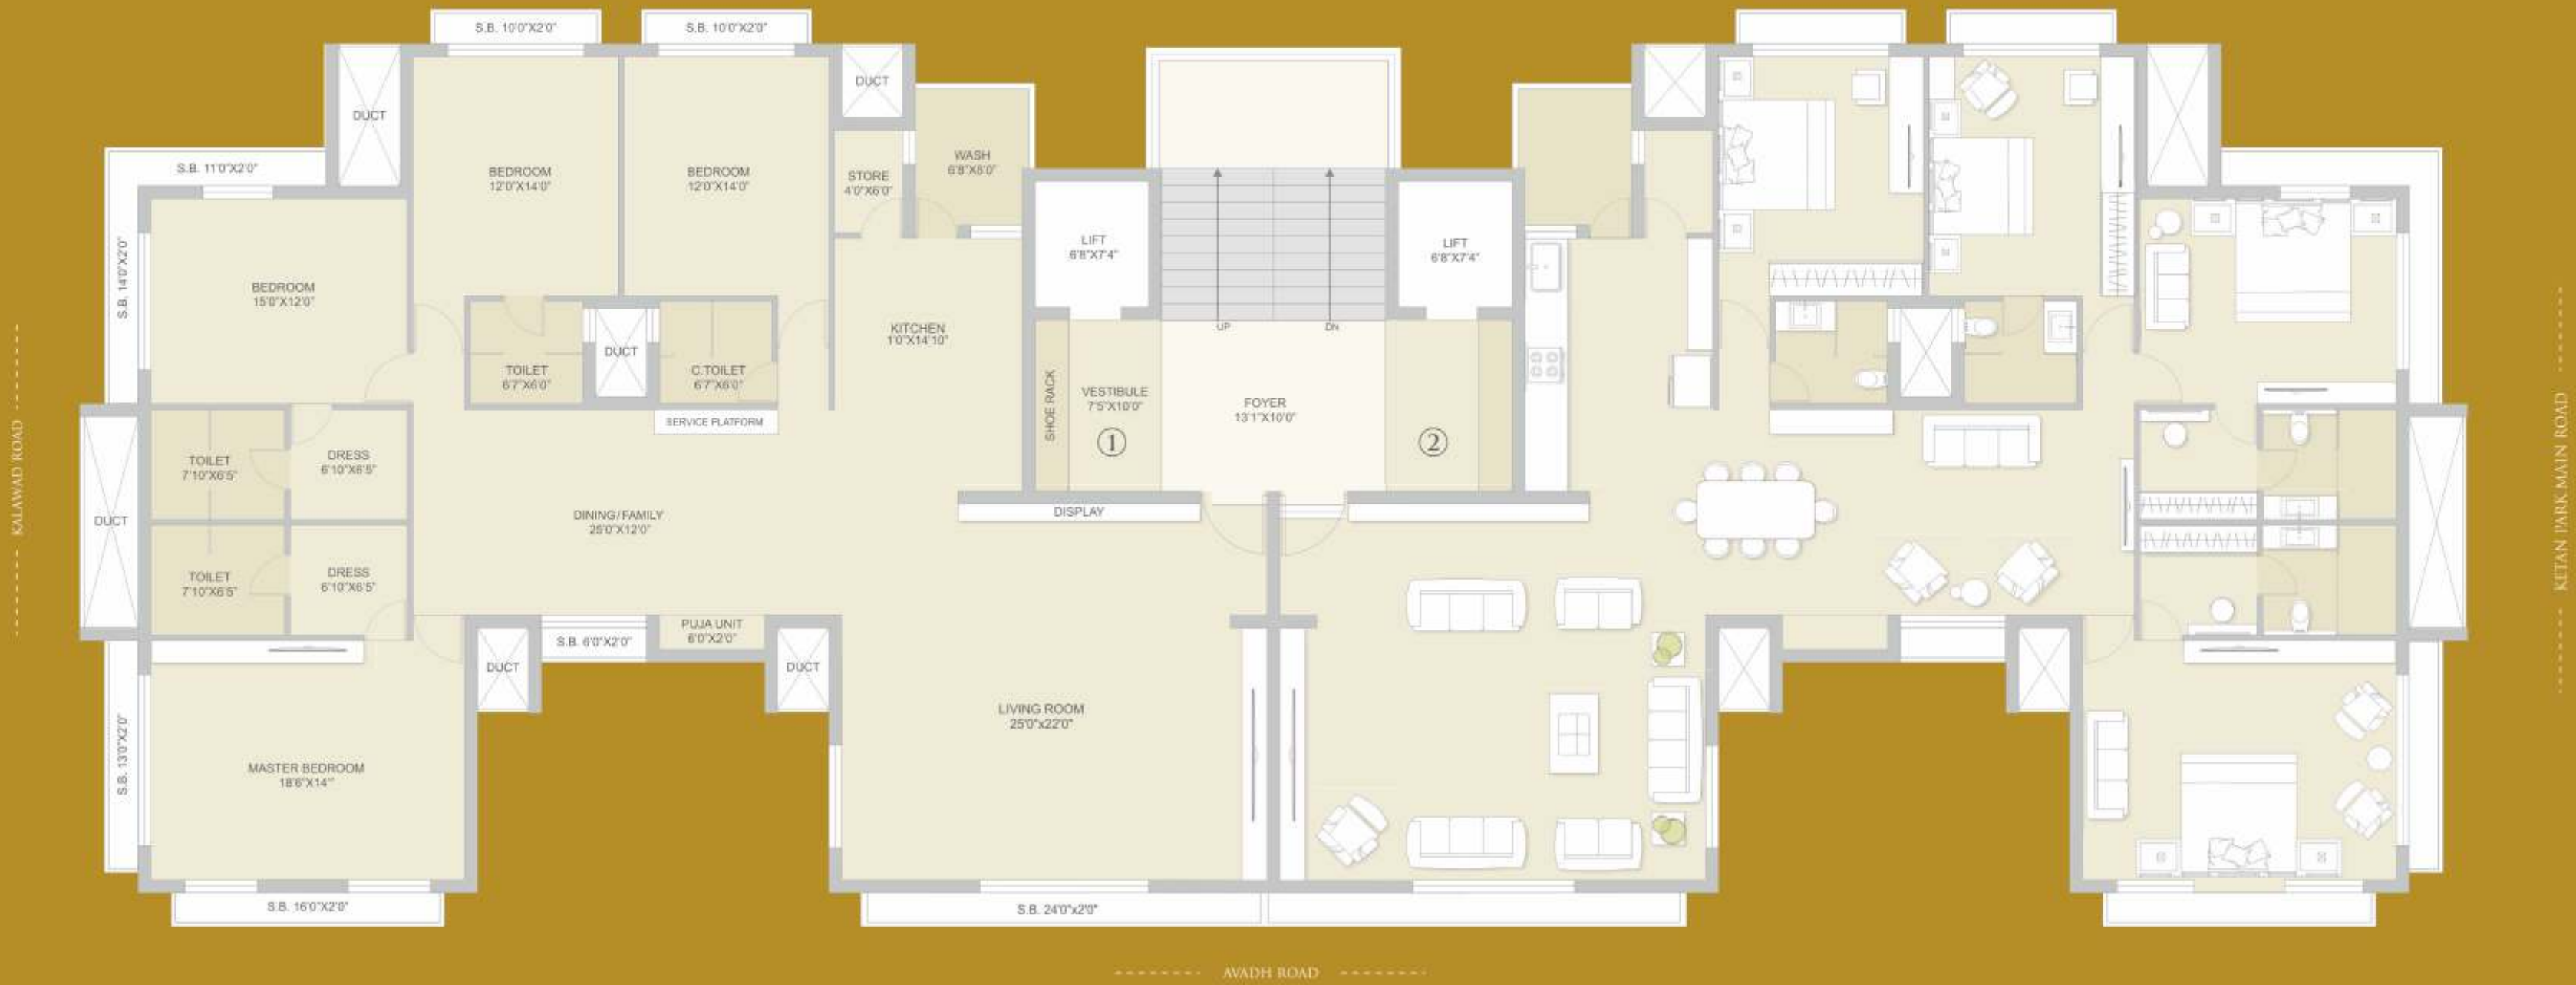 S.B. 10'0"X2'0"
S.B. 10'0"X2'0"
DUCT
DUCT
S.B. 11'0"X2'0"
BEDROOM
12'0"X14'0"
BEDROOM
12'0"X14'0"
STORE
4'0"X6'0"
WASH
6'8"X8'0"
S.B. 14'0"X2'0"
BEDROOM
15'0"X12'0"
LIFT
6'8"X7'4"
LIFT
6'8"X7'4"
KITCHEN
1'0"X14'10"
UP
DN
TOILET
6'7"X6'0"
DUCT
C.TOILET
6'7"X6'0"
SERVICE PLATFORM
SHOE RACK
VESTIBULE
7'5"X10'0"
1
FOYER
13'1"X10'0"
2
KALAWAD ROAD
KETAN PARK MAIN ROAD
DUCT
TOILET
7'10"X6'5"
DRESS
6'10"X6'5"
DINING/FAMILY
25'0"X12'0"
DISPLAY
TOILET
7'10"X6'5"
DRESS
6'10"X6'5"
DUCT
S.B. 6'0"X2'0"
PUJA UNIT
6'0"X2'0"
DUCT
S.B. 13'0"X2'0"
MASTER BEDROOM
18'6"X14'
LIVING ROOM
25'0"x22'0"
S.B. 16'0"X2'0"
S.B. 24'0"x2'0"
AVADH ROAD